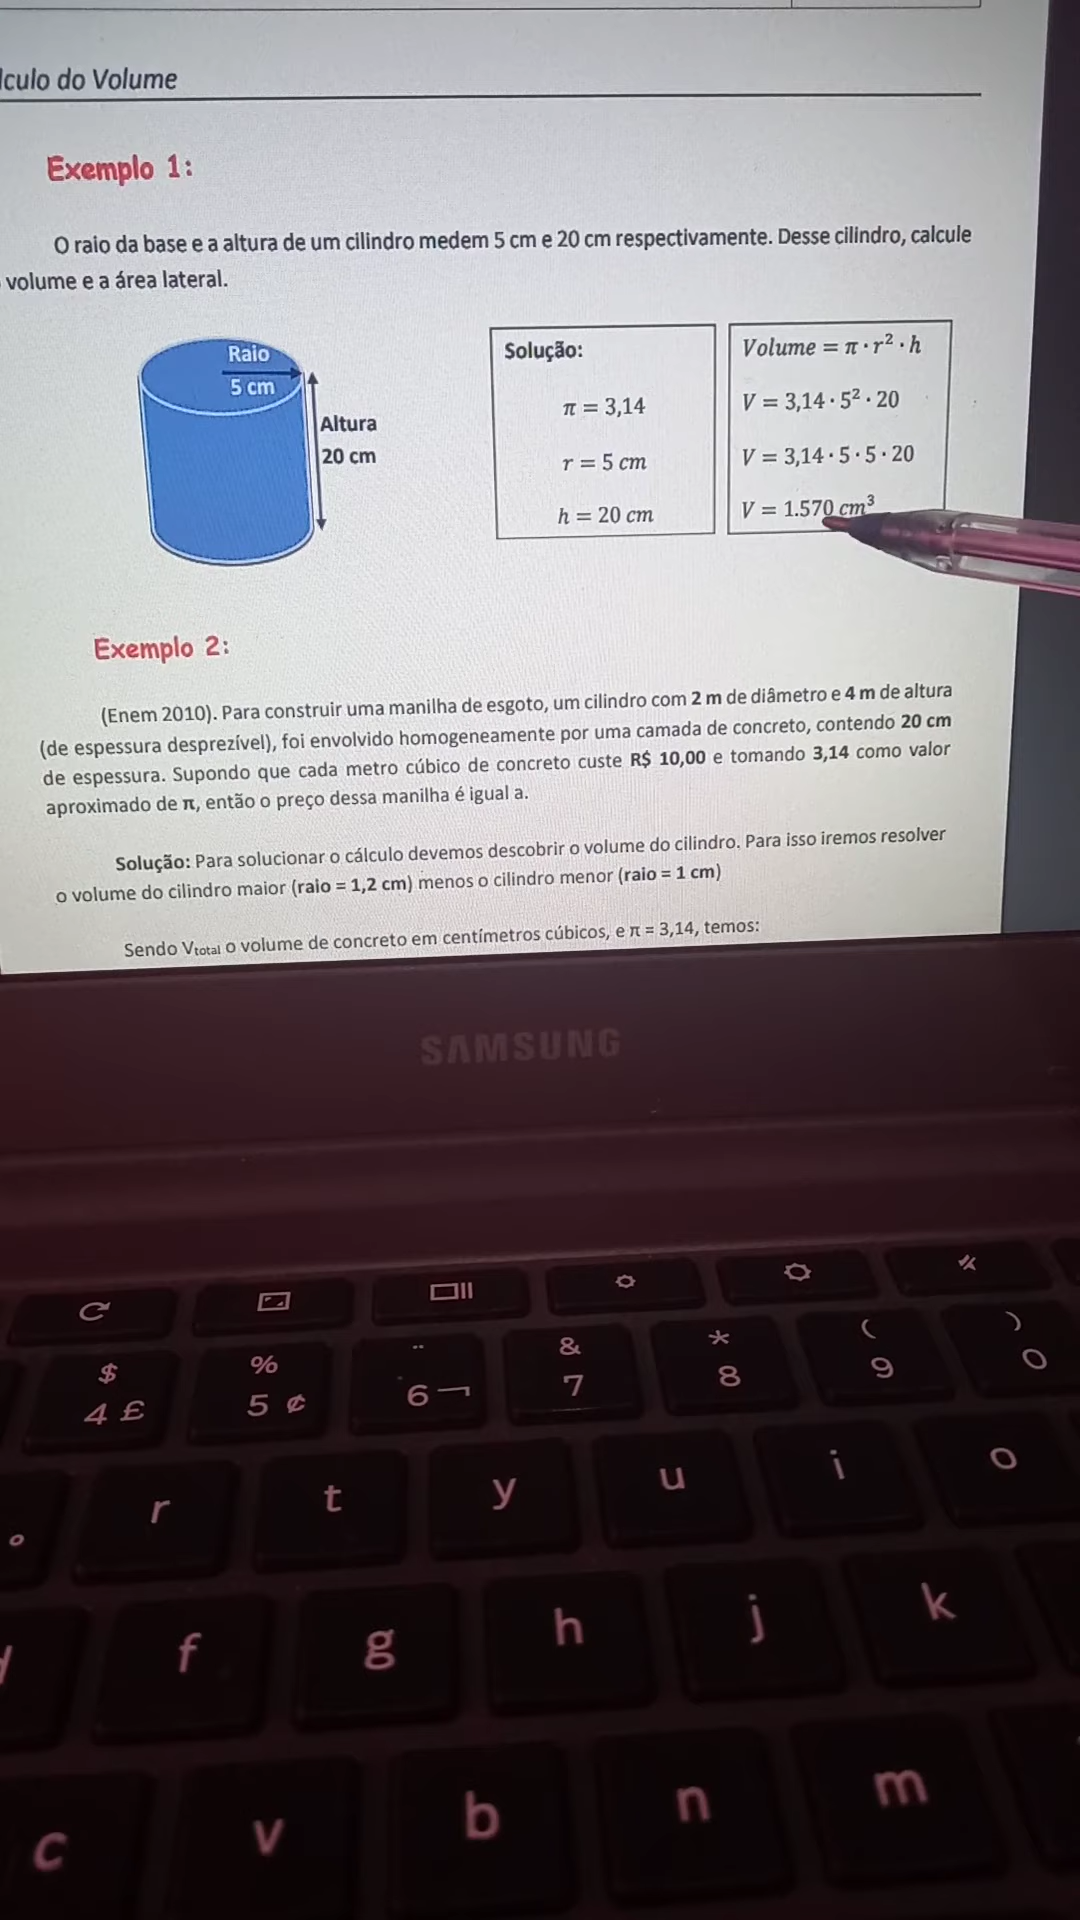 lculo do Volume
Exemplo 1:
O raio da base e a altura de um cilindro medem 5 cm e 20 cm respectivamente. Desse cilindro, calcule
volume e a área lateral.
Raio
5 cm
Altura
20 cm
Solução:
π = 3,14
r = 5 cm
h = 20 cm
Volume = π · r² · h
V = 3,14 · 5² · 20
V = 3,14 · 5 · 5 · 20
V = 1.570 cm³
Exemplo 2:
(Enem 2010). Para construir uma manilha de esgoto, um cilindro com 2 m de diâmetro e 4 m de altura
(de espessura desprezível), foi envolvido homogeneamente por uma camada de concreto, contendo 20 cm
de espessura. Supondo que cada metro cúbico de concreto custe R$ 10,00 e tomando 3,14 como valor
aproximado de π, então o preço dessa manilha é igual a.
Solução: Para solucionar o cálculo devemos descobrir o volume do cilindro. Para isso iremos resolver
o volume do cilindro maior (raio = 1,2 cm) menos o cilindro menor (raio = 1 cm)
Sendo Vtotal o volume de concreto em centímetros cúbicos, e π = 3,14, temos:
SAMSUNG
$ % ¨ & * ( )
4 £ 5 ¢ 6 ¬ 7 8 9 0
° r t y u i o
f g h j k
c v b n m